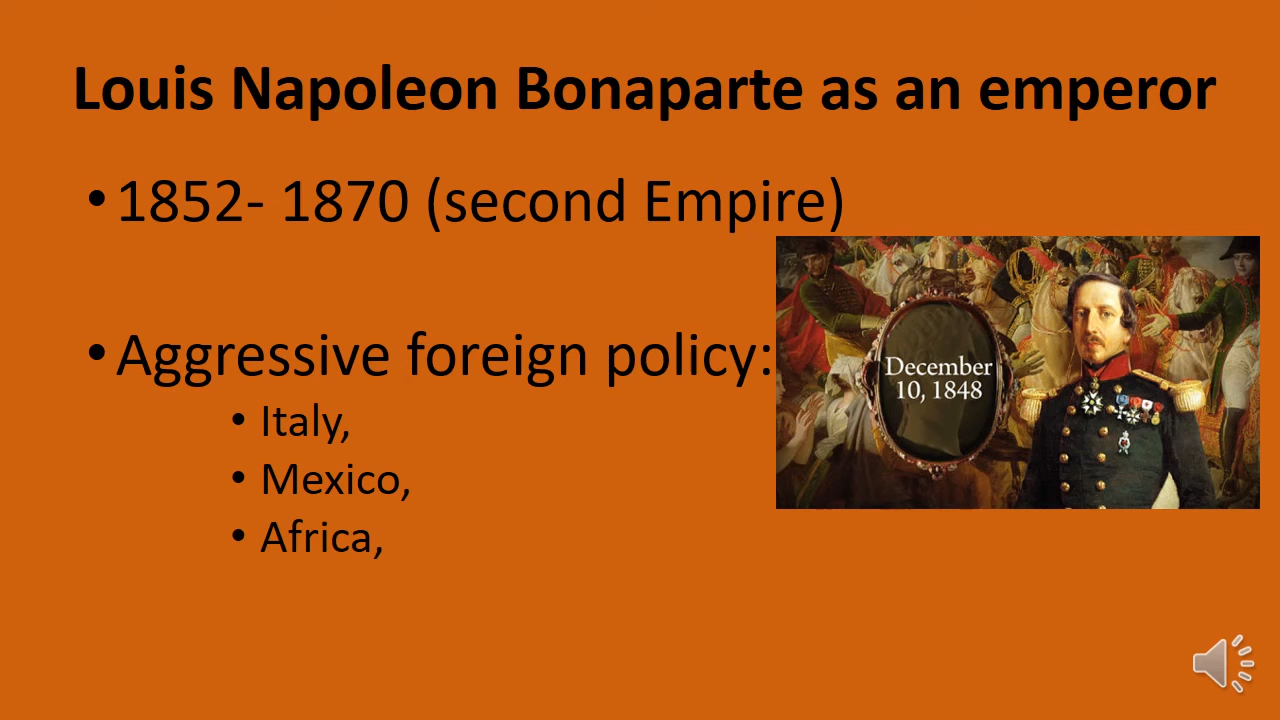 Louis Napoleon Bonaparte as an emperor
•1852- 1870 (second Empire)
•Aggressive foreign policy:
• Italy,
• Mexico,
• Africa,
December
10, 1848